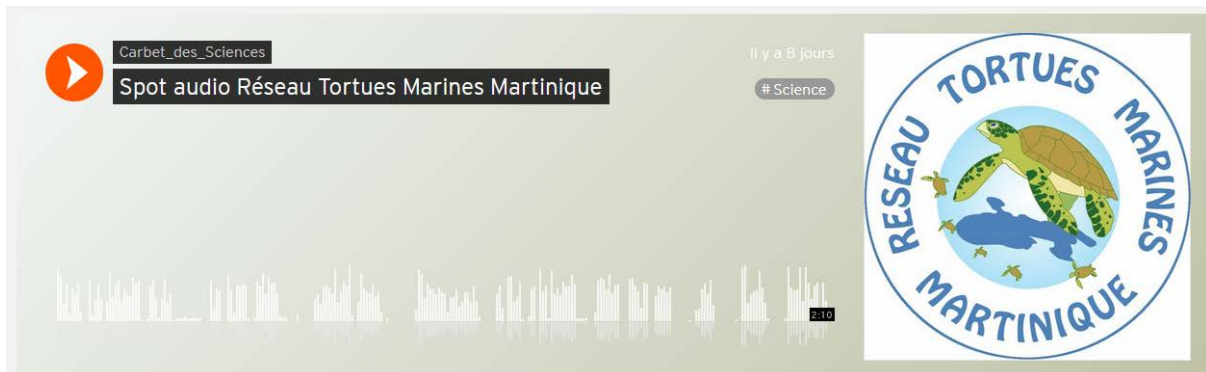 Carbet_des_Sciences
il y a 8 jours
Spot audio Réseau Tortues Marines Martinique
# Science
2:10
RESEAU TORTUES MARINES
MARTINIQUE